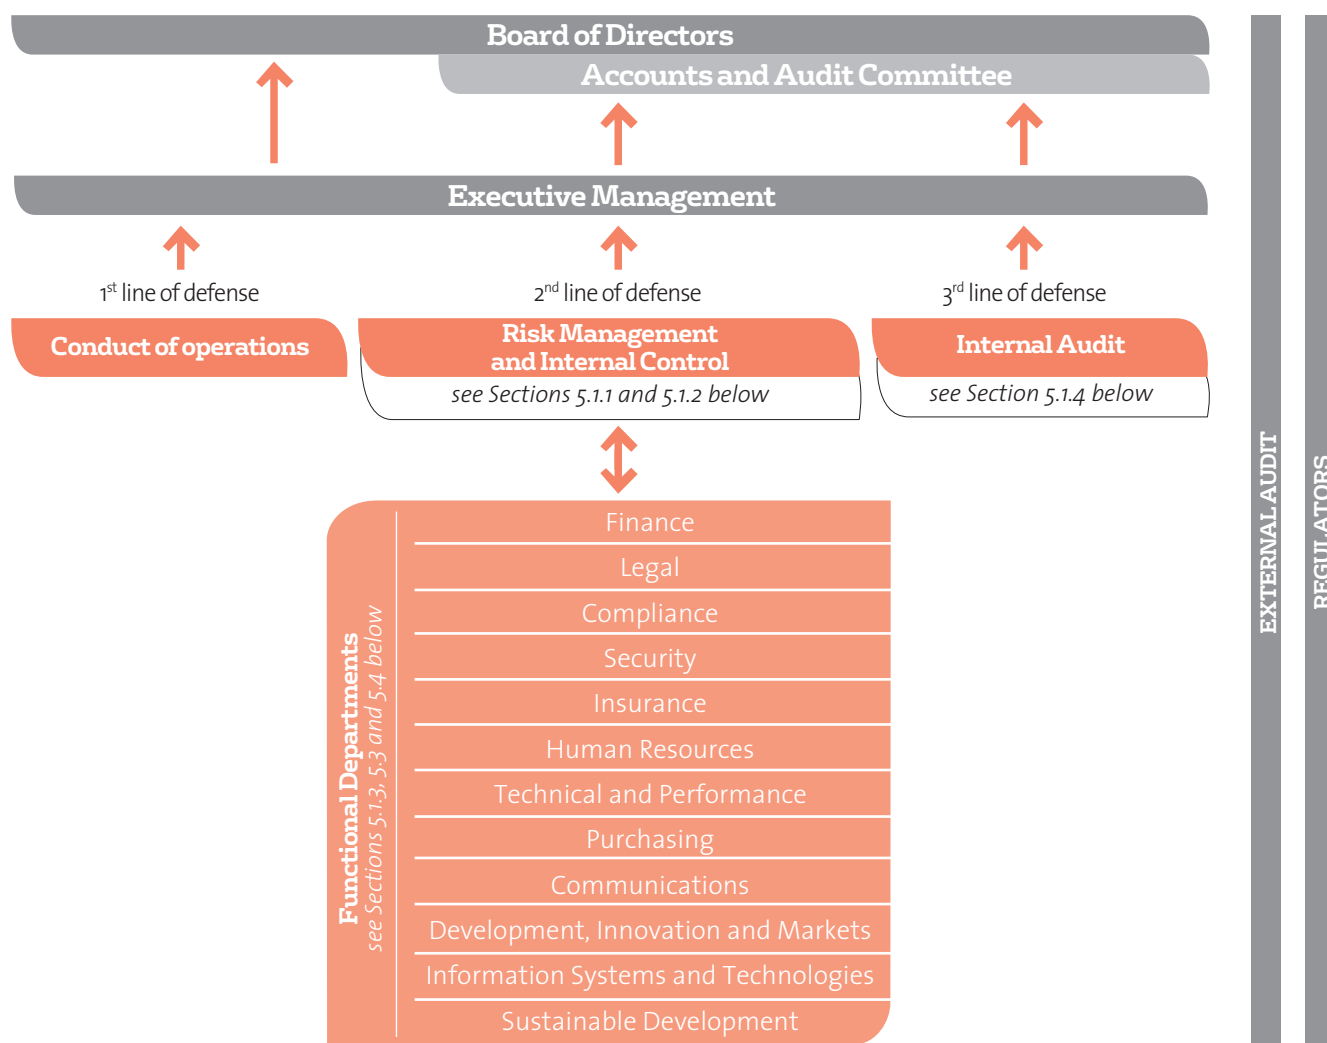 Board of Directors
Accounts and Audit Committee
Executive Management
1st line of defense
2nd line of defense
3rd line of defense
Conduct of operations
Risk Management
and Internal Control
see Sections 5.1.1 and 5.1.2 below
Internal Audit
see Section 5.1.4 below
Functional Departments
see Sections 5.1.3, 5.3 and 5.4 below
Finance
Legal
Compliance
Security
Insurance
Human Resources
Technical and Performance
Purchasing
Communications
Development, Innovation and Markets
Information Systems and Technologies
Sustainable Development
EXTERNAL AUDIT
REGULATORS